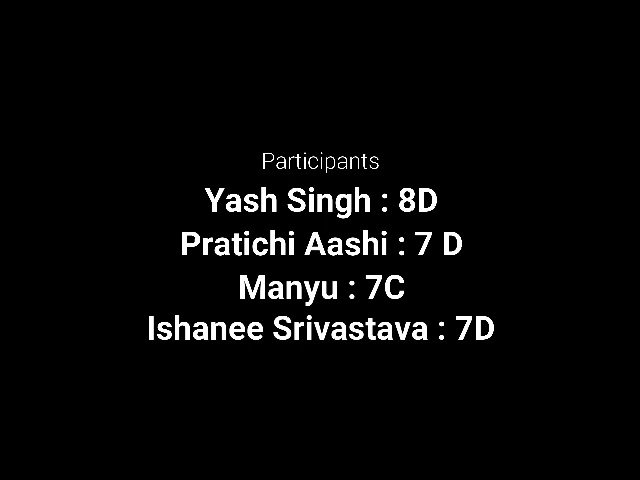 Participants
Yash Singh : 8D
Pratichi Aashi : 7 D
Manyu : 7C
Ishanee Srivastava : 7D